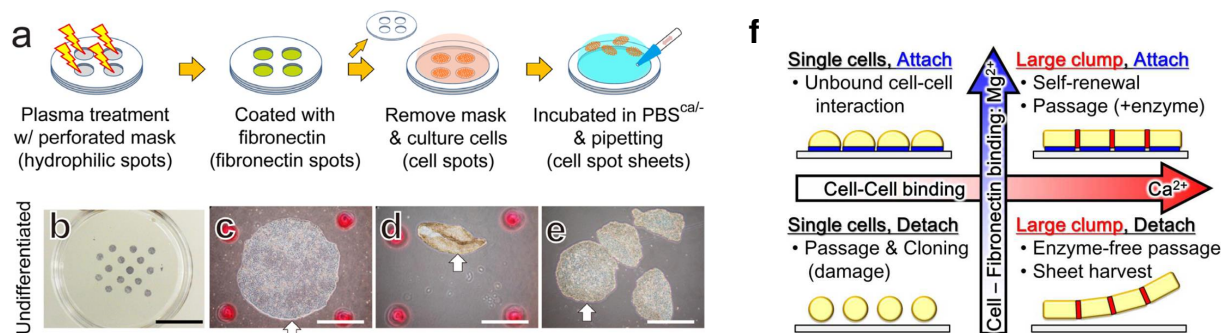 a
Plasma treatment
w/ perforated mask
(hydrophilic spots)
Coated with
fibronectin
(fibronectin spots)
Remove mask
& culture cells
(cell spots)
Incubated in PBS^ca/-
& pipetting
(cell spot sheets)
Undifferentiated
b
c
d
e
f
Single cells, Attach
• Unbound cell-cell
interaction
Large clump, Attach
• Self-renewal
• Passage (+enzyme)
Cell – Fibronectin binding: Mg²⁺
Cell-Cell binding
Ca²⁺
Single cells, Detach
• Passage & Cloning
(damage)
Large clump, Detach
• Enzyme-free passage
• Sheet harvest